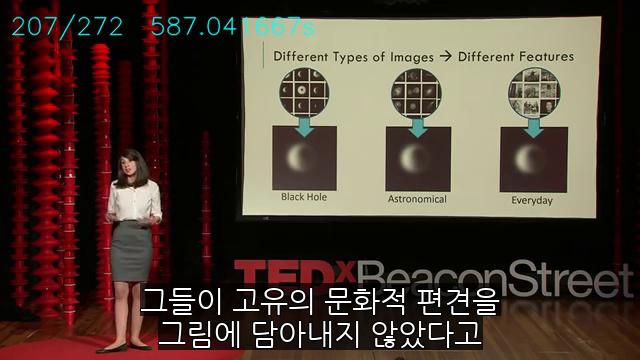 207/272 587.041667s
Different Types of Images → Different Features
Black Hole
Astronomical
Everyday
TEDxBeaconStreet
그들이 고유의 문화적 편견을
그림에 담아내지 않았다고